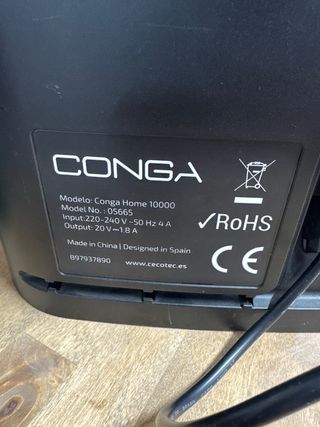 CONGA
Modelo: Conga Home 10000
Model No. : 05665
Input:220-240 V ~50 Hz 4 A
Output: 20 V⎓1.8 A
✓RoHS
Made in China | Designed in Spain
B97937890 www.cecotec.es
CE